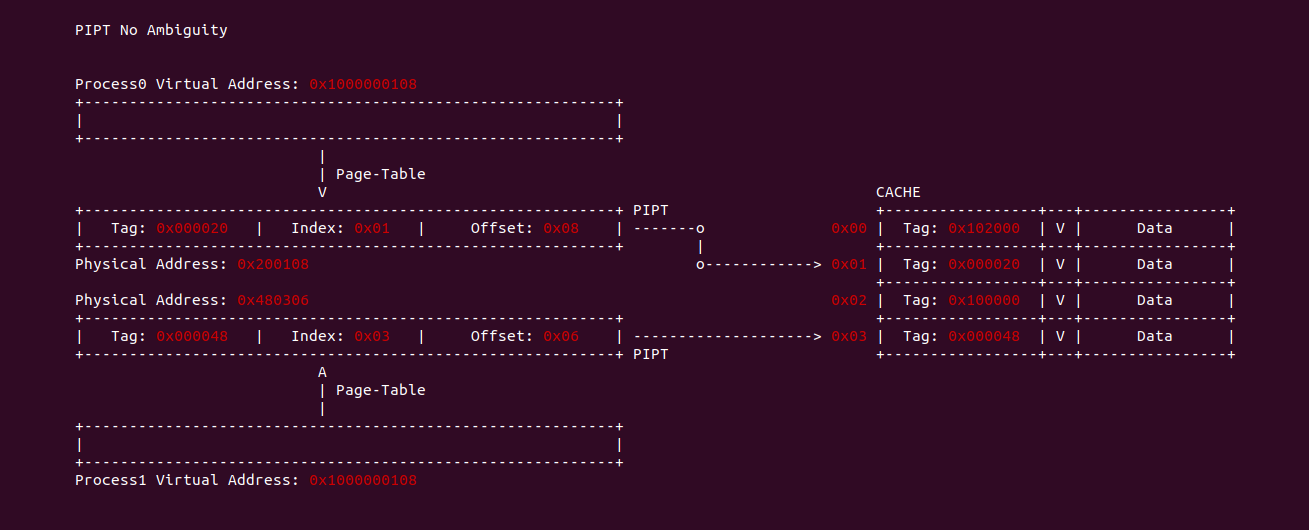 PIPT No Ambiguity
Process0 Virtual Address: 0x1000000108
+-----------------------------------------------------------+
|                                                           |
+-----------------------------------------------------------+
                           |
                           | Page-Table
                           V                                                             CACHE
+-----------------------------------------------------------+ PIPT                       +-----------------+---+----------------+
|   Tag: 0x000020   |   Index: 0x01   |     Offset: 0x08    | -------o              0x00 |  Tag: 0x102000  | V |      Data      |
+-----------------------------------------------------------+        |                   +-----------------+---+----------------+
Physical Address: 0x200108                                           o------------> 0x01 |  Tag: 0x000020  | V |      Data      |
                                                                                         +-----------------+---+----------------+
Physical Address: 0x480306                                                          0x02 |  Tag: 0x100000  | V |      Data      |
+-----------------------------------------------------------+                            +-----------------+---+----------------+
|   Tag: 0x000048   |   Index: 0x03   |     Offset: 0x06    | --------------------> 0x03 |  Tag: 0x000048  | V |      Data      |
+-----------------------------------------------------------+ PIPT                       +-----------------+---+----------------+
                           A
                           | Page-Table
                           |
+-----------------------------------------------------------+
|                                                           |
+-----------------------------------------------------------+
Process1 Virtual Address: 0x1000000108